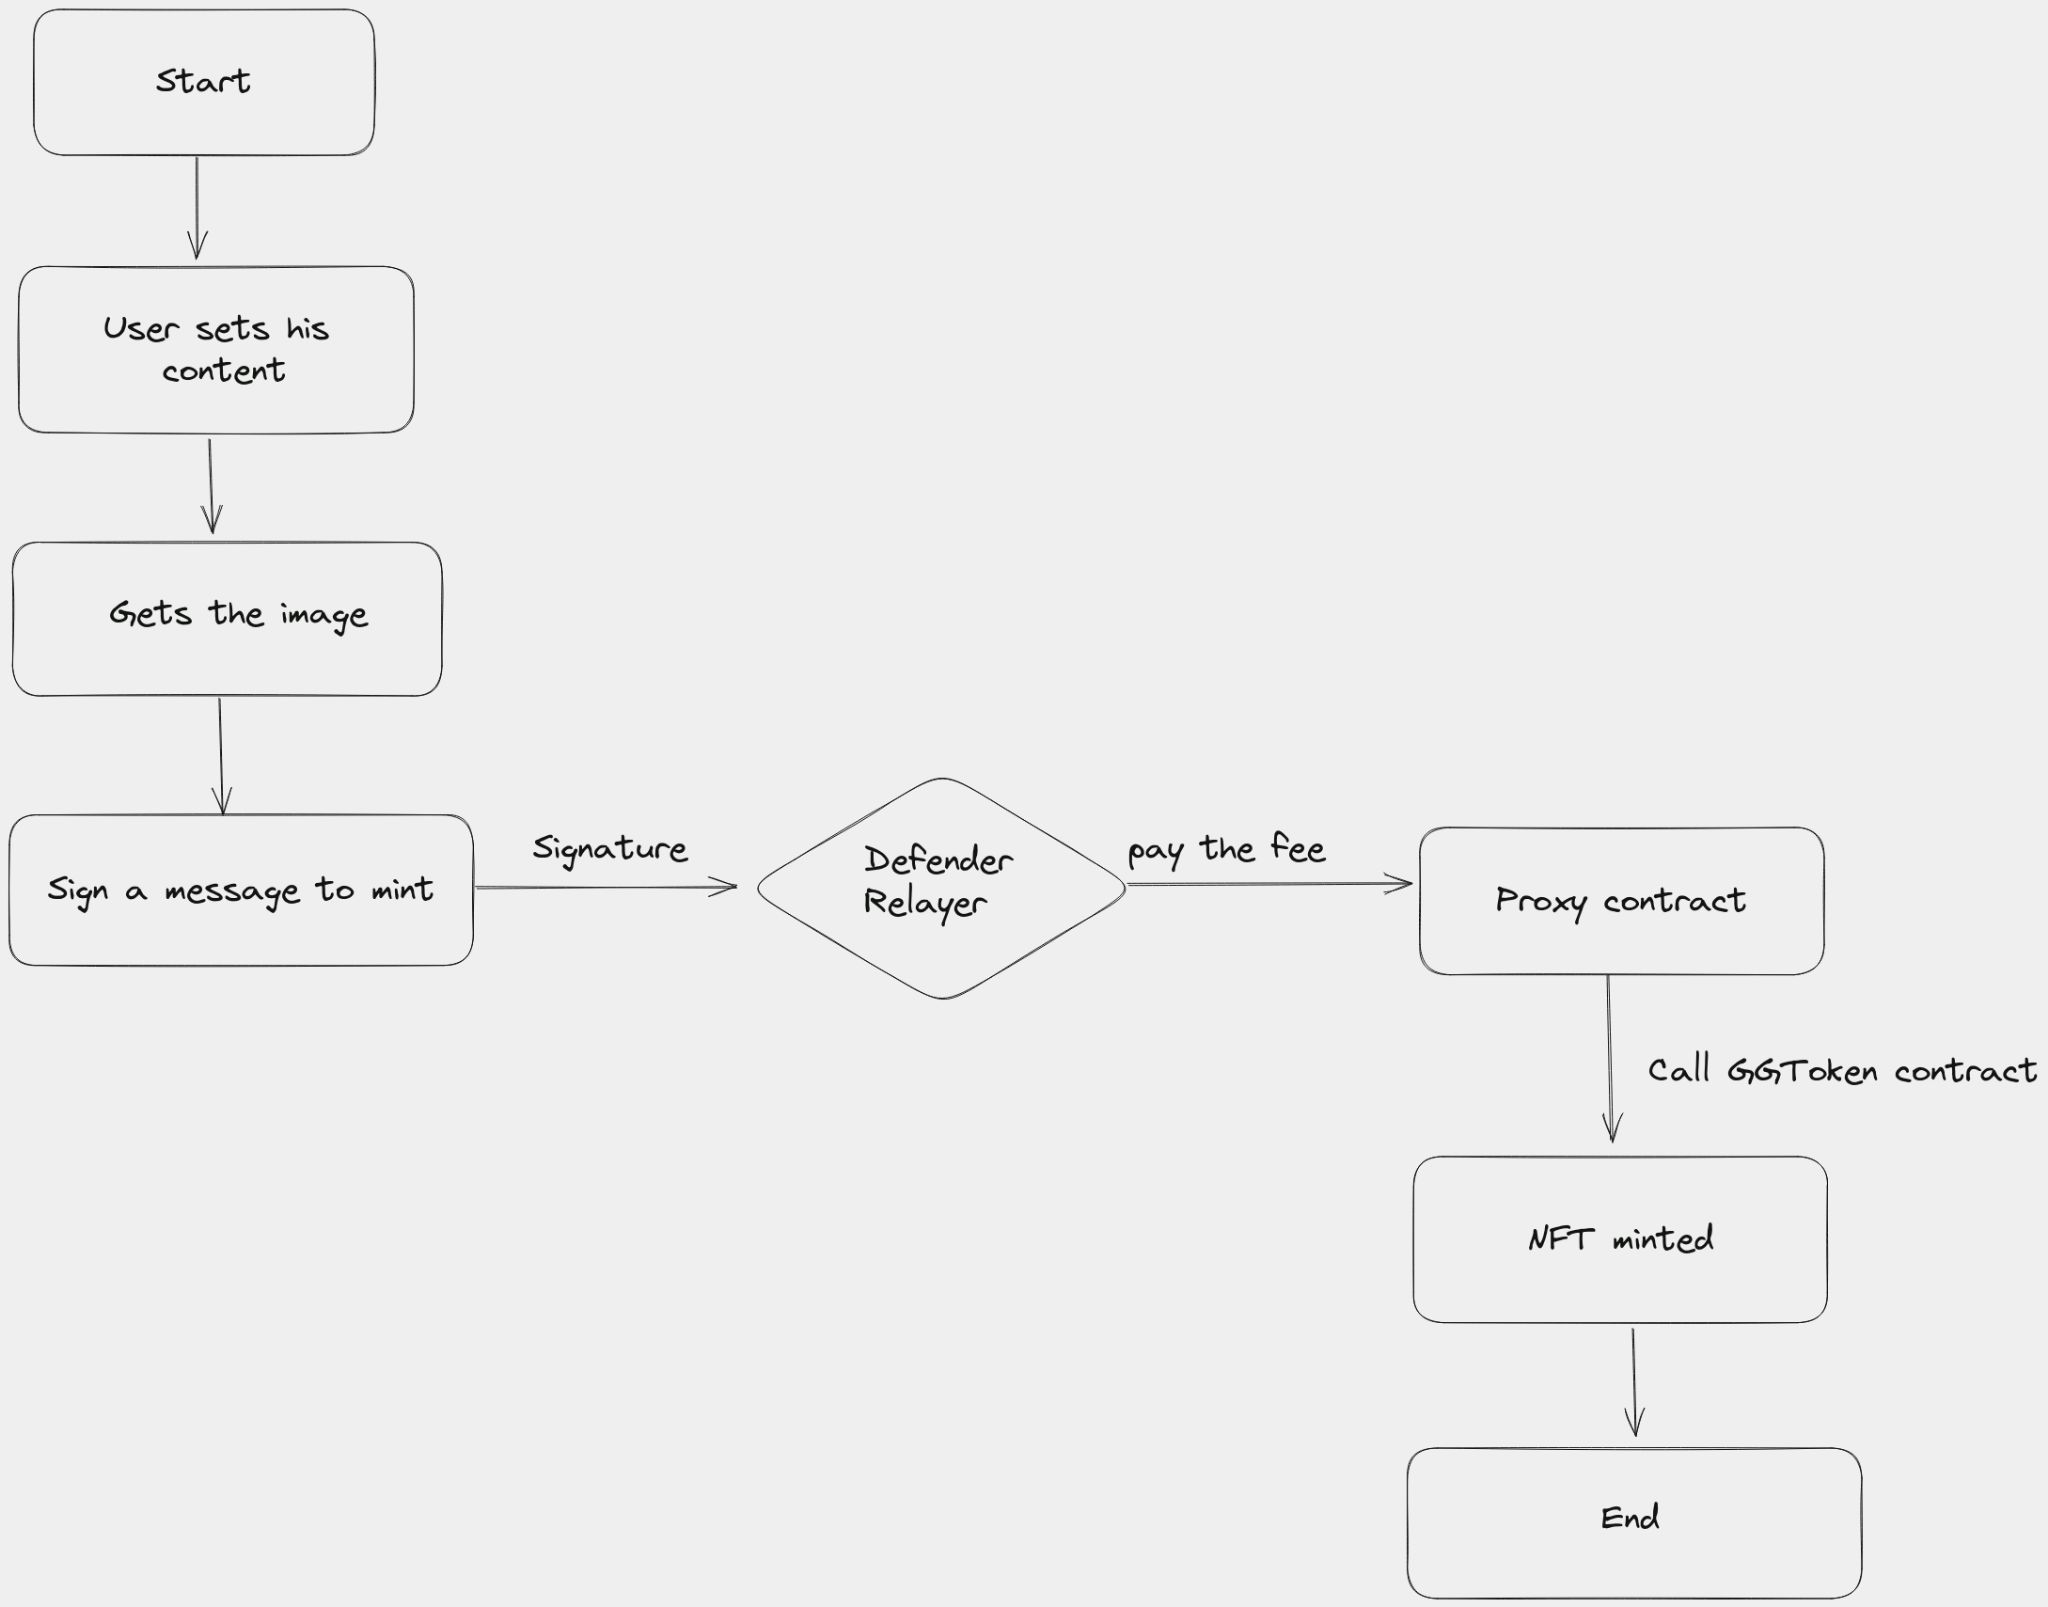 Start
User sets his
content
Gets the image
Sign a message to mint
Signature
Defender
Relayer
pay the fee
Proxy contract
Call GGToken contract
NFT minted
End